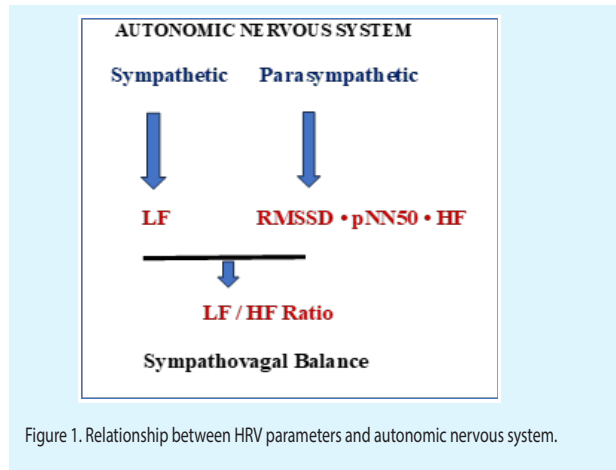 AUTONOMIC NERVOUS SYSTEM
Sympathetic Parasympathetic
LF RMSSD • pNN50 • HF
LF / HF Ratio
Sympathovagal Balance
Figure 1. Relationship between HRV parameters and autonomic nervous system.